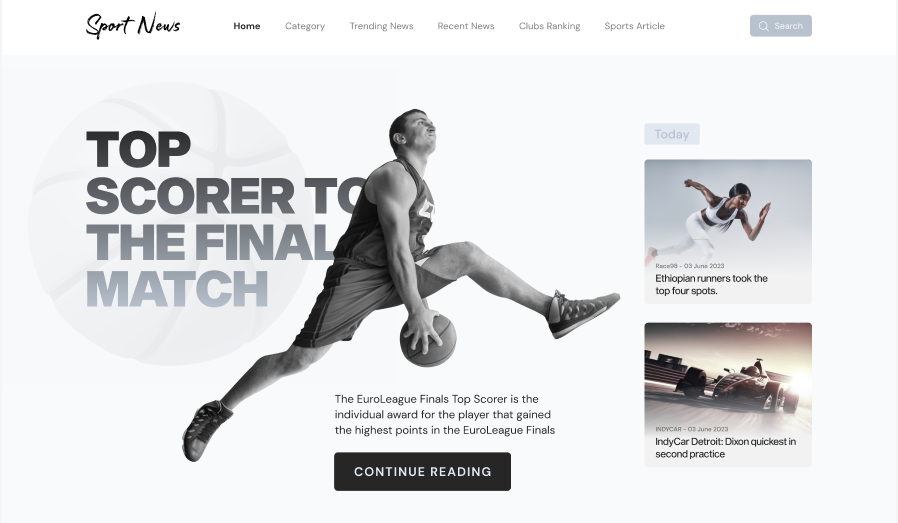 Sport News
Home
Category
Trending News
Recent News
Clubs Ranking
Sports Article
Search
TOP
SCORER TO
THE FINAL
MATCH
Today
Race98 - 03 June 2023
Ethiopian runners took the
top four spots.
INDYCAR - 03 June 2023
IndyCar Detroit: Dixon quickest in
second practice
The EuroLeague Finals Top Scorer is the
individual award for the player that gained
the highest points in the EuroLeague Finals
CONTINUE READING